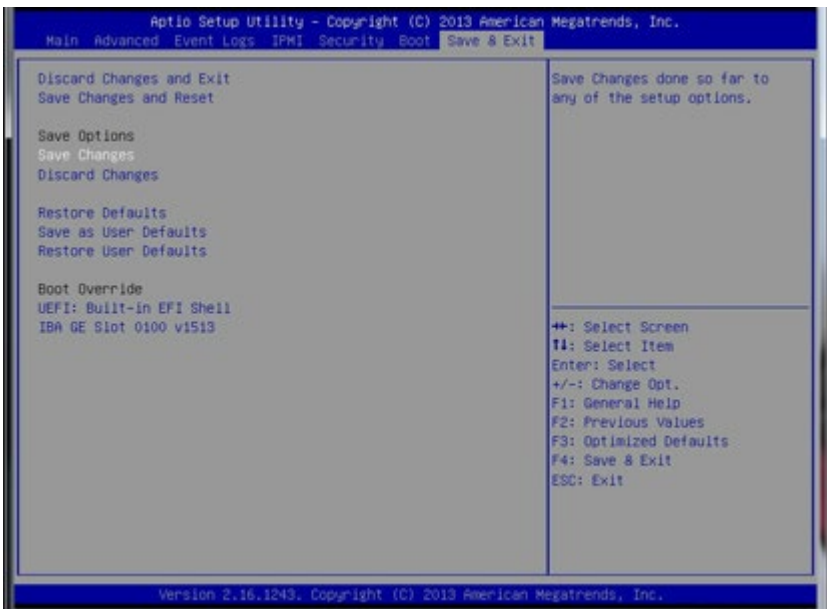 Aptio Setup Utility - Copyright (C) 2013 American Megatrends, Inc.
Main Advanced Event Logs IPMI Security Boot Save & Exit
Discard Changes and Exit
Save Changes and Reset
Save Options
Save Changes
Discard Changes
Restore Defaults
Save as User Defaults
Restore User Defaults
Boot Override
UEFI: Built-in EFI Shell
IBA GE Slot 0100 v1513
Save Changes done so far to
any of the setup options.
↔: Select Screen
↑↓: Select Item
Enter: Select
+/-: Change Opt.
F1: General Help
F2: Previous Values
F3: Optimized Defaults
F4: Save & Exit
ESC: Exit
Version 2.16.1243. Copyright (C) 2013 American Megatrends, Inc.